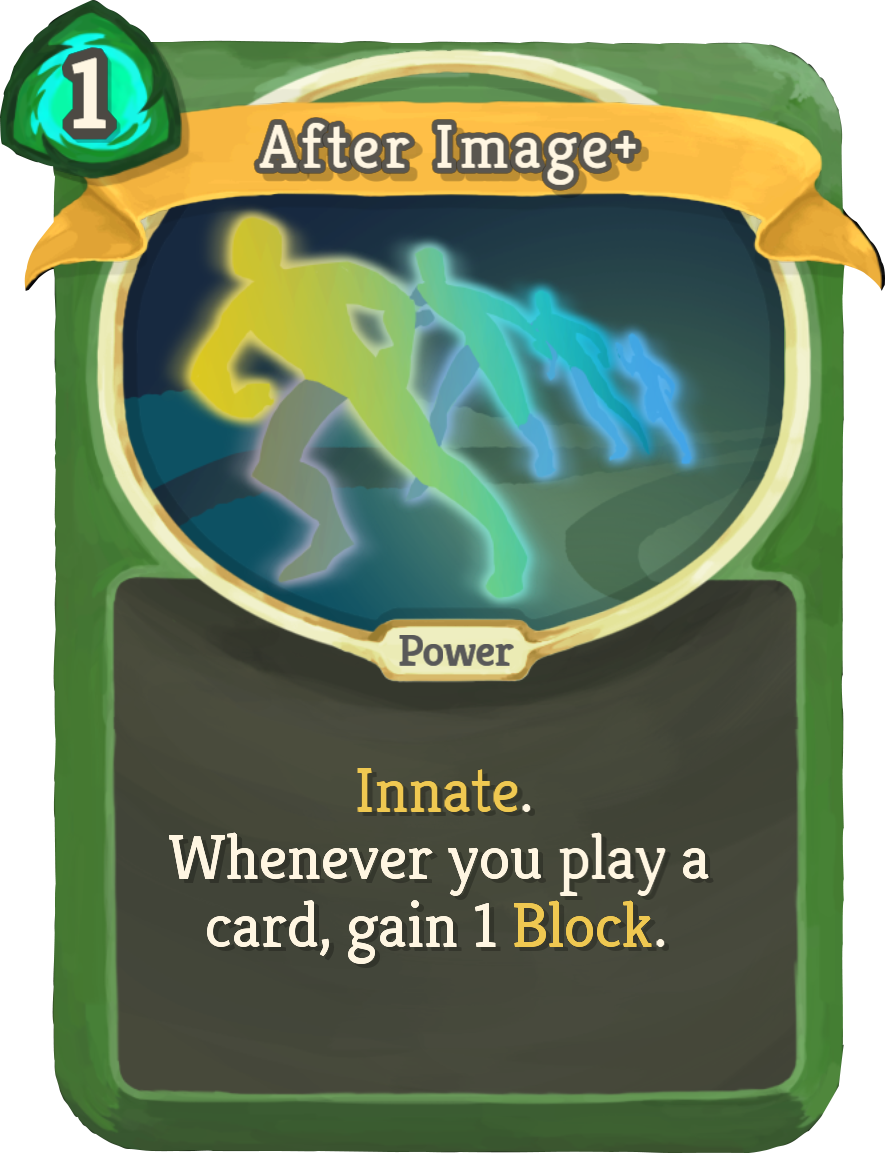 1
After Image+
Power
Innate.
Whenever you play a
card, gain 1 Block.